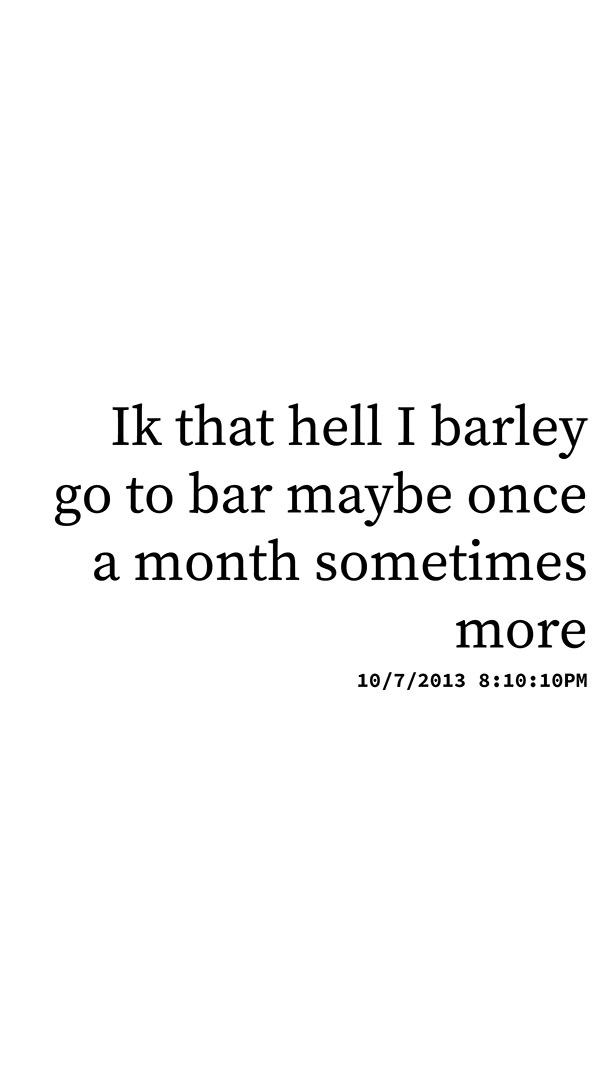 Ik that hell I barley
go to bar maybe once
a month sometimes
more
10/7/2013 8:10:10PM